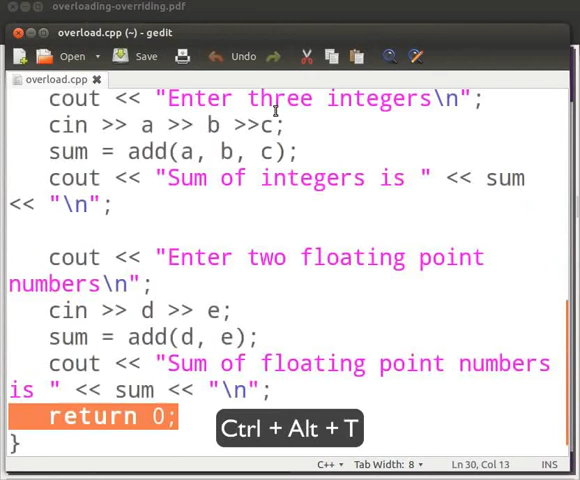 overloading-overriding.pdf
overload.cpp (~) - gedit
Open Save Undo
overload.cpp
cout << "Enter three integers\n";
cin >> a >> b >>c;
sum = add(a, b, c);
cout << "Sum of integers is " << sum
<< "\n";
cout << "Enter two floating point
numbers\n";
cin >> d >> e;
sum = add(d, e);
cout << "Sum of floating point numbers
is " << sum << "\n";
return 0;
Ctrl + Alt + T
}
C++ Tab Width: 8 Ln 30, Col 13 INS